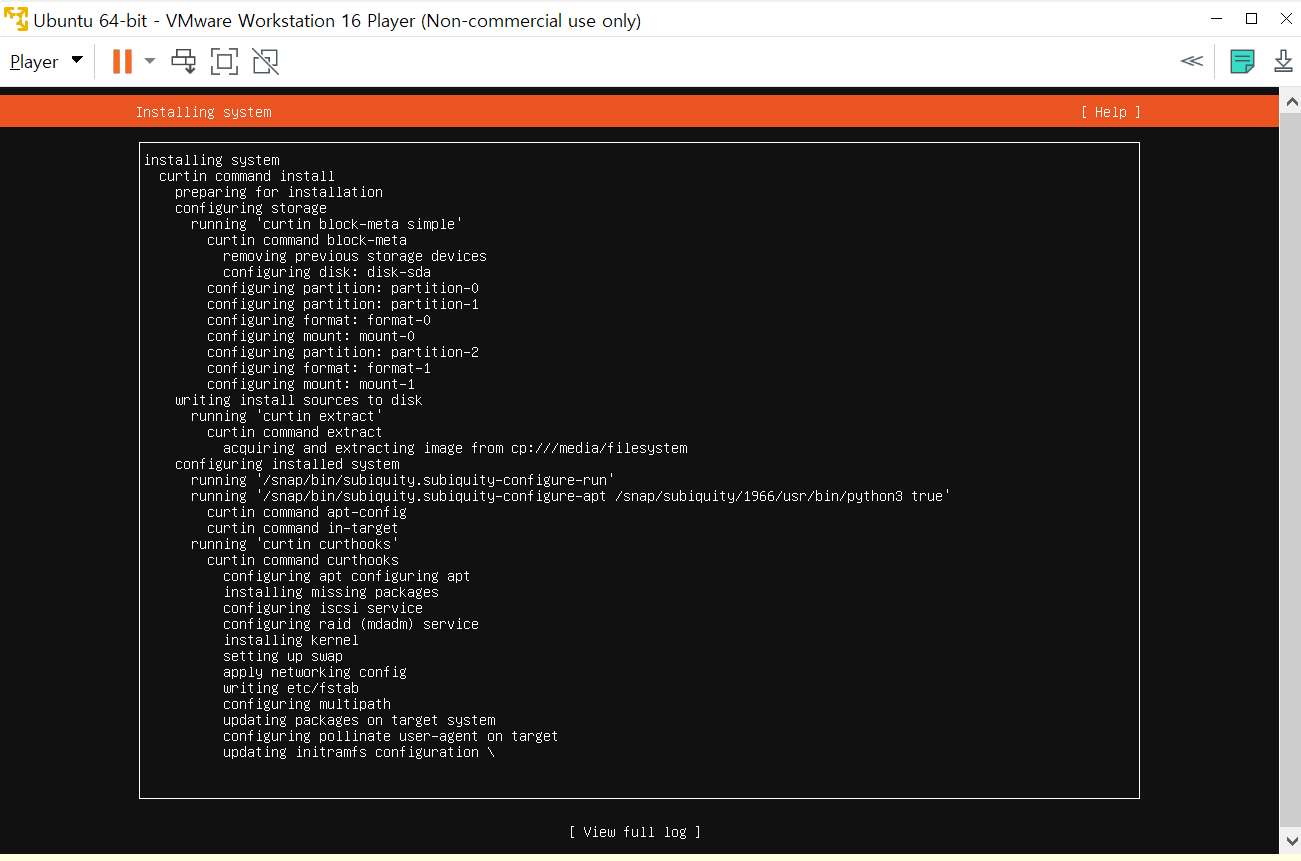 Ubuntu 64-bit - VMware Workstation 16 Player (Non-commercial use only)
Player
Installing system [ Help ]
installing system
curtin command install
preparing for installation
configuring storage
running 'curtin block-meta simple'
curtin command block-meta
removing previous storage devices
configuring disk: disk-sda
configuring partition: partition-0
configuring partition: partition-1
configuring format: format-0
configuring mount: mount-0
configuring partition: partition-2
configuring format: format-1
configuring mount: mount-1
writing install sources to disk
running 'curtin extract'
curtin command extract
acquiring and extracting image from cp:///media/filesystem
configuring installed system
running '/snap/bin/subiquity.subiquity-configure-run'
running '/snap/bin/subiquity.subiquity-configure-apt /snap/subiquity/1966/usr/bin/python3 true'
curtin command apt-config
curtin command in-target
running 'curtin curthooks'
curtin command curthooks
configuring apt configuring apt
installing missing packages
configuring iscsi service
configuring raid (mdadm) service
installing kernel
setting up swap
apply networking config
writing etc/fstab
configuring multipath
updating packages on target system
configuring pollinate user-agent on target
updating initramfs configuration \
[ View full log ]